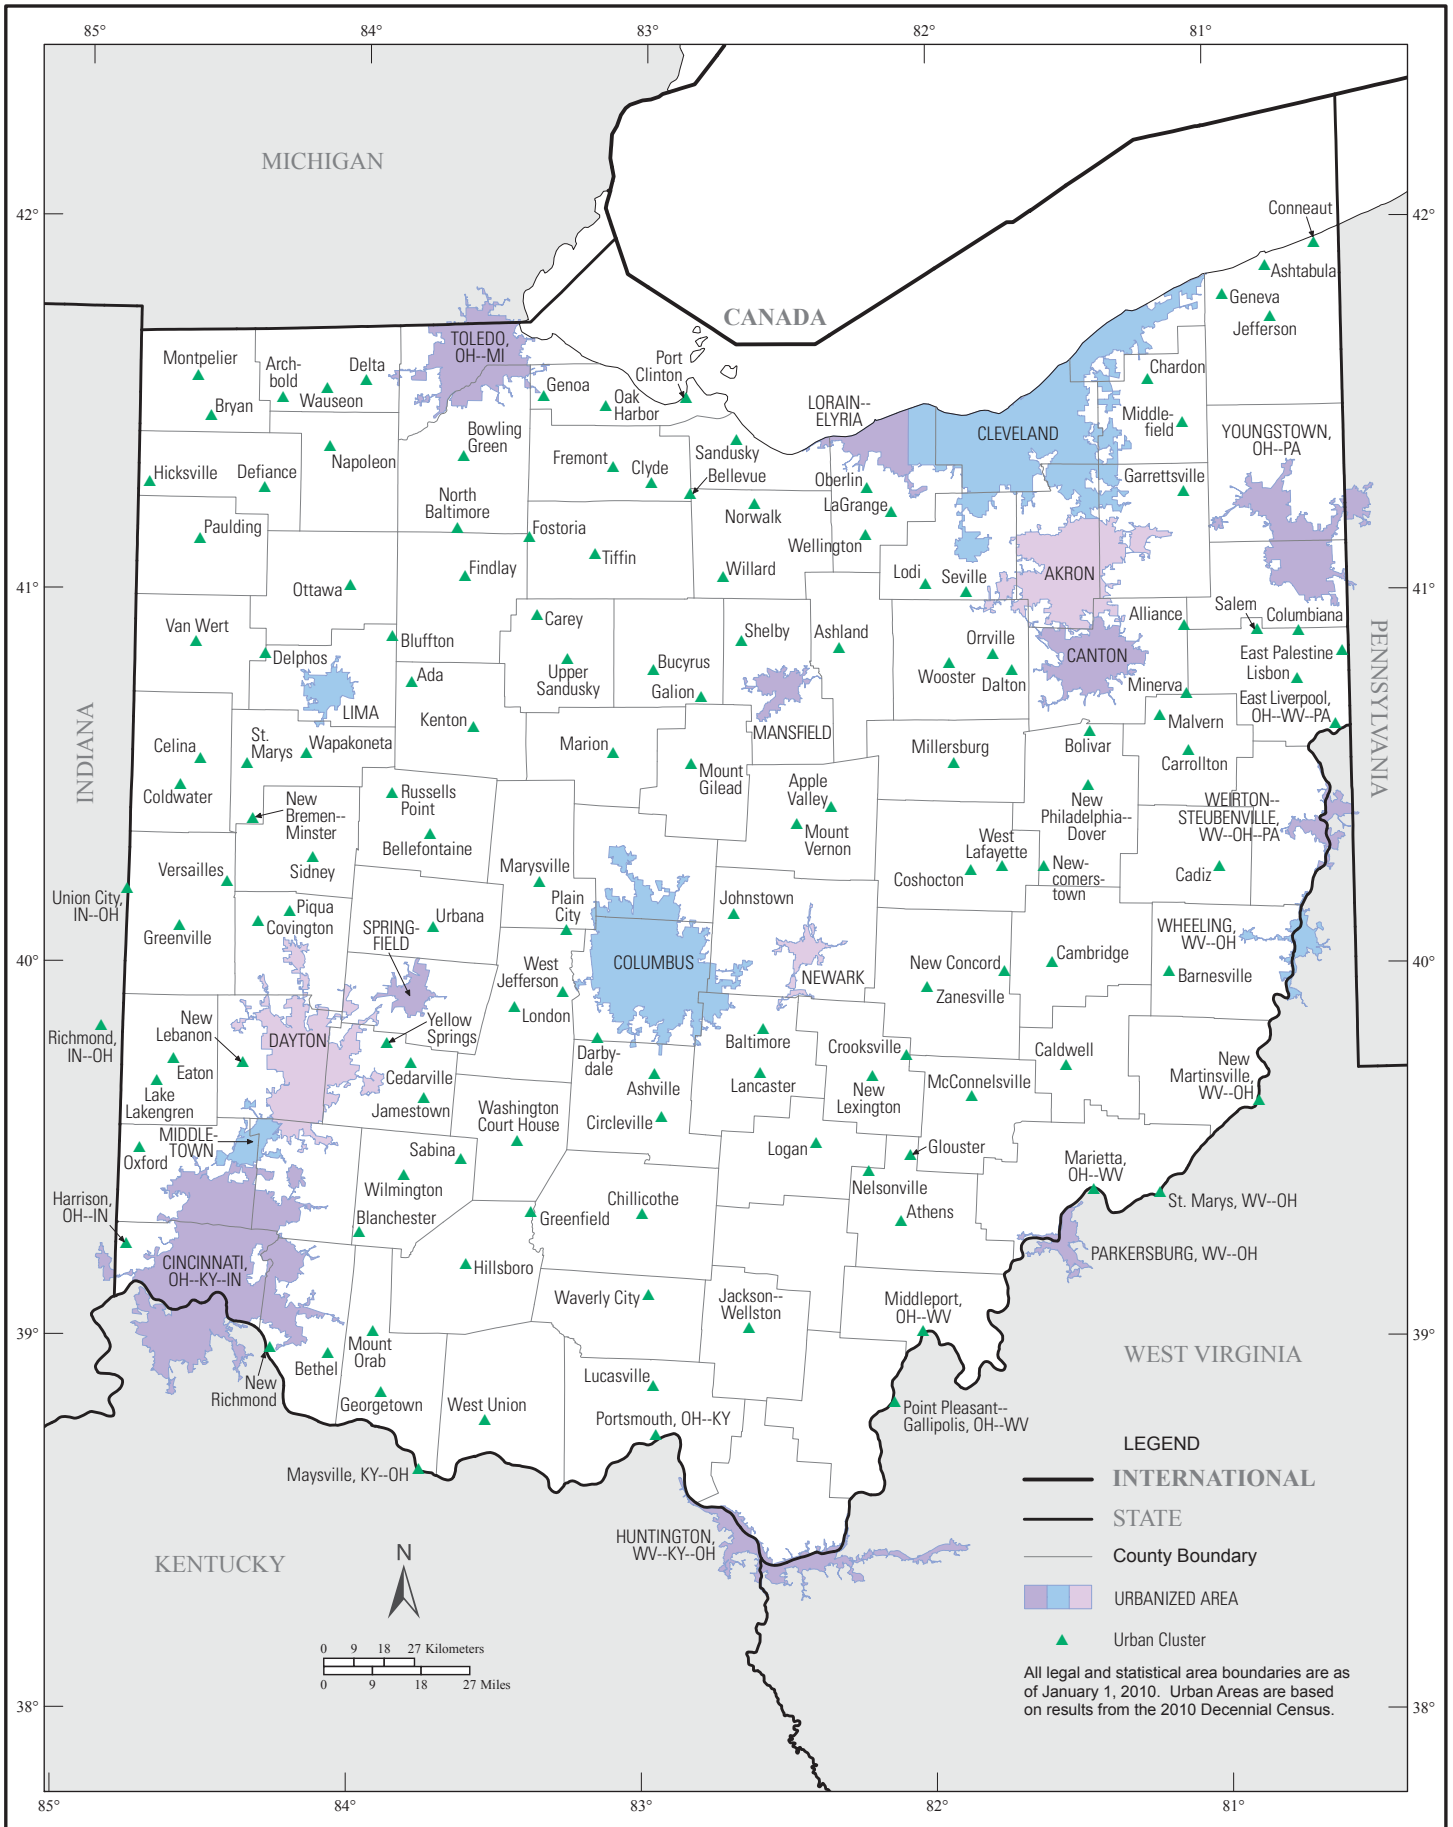 85°
84°
83°
82°
81°
MICHIGAN
42°
42°
Conneaut
Ashtabula
Geneva
Jefferson
CANADA
TOLEDO,
OH--MI
Montpelier
Arch-
bold
Delta
Wauseon
Bryan
Port
Clinton
Genoa
Oak
Harbor
LORAIN--
ELYRIA
CLEVELAND
Chardon
Middle-
field
YOUNGSTOWN,
OH--PA
Bowling
Green
Napoleon
Hicksville
Defiance
Fremont
Clyde
Sandusky
Bellevue
Oberlin
LaGrange
Garrettsville
North
Baltimore
Norwalk
Paulding
Fostoria
Wellington
Tiffin
Findlay
Willard
Lodi
Seville
AKRON
41°
41°
Ottawa
Carey
Alliance
Salem
Columbiana
Van Wert
Bluffton
Shelby
Ashland
Orrville
CANTON
East Palestine
Delphos
Ada
Upper
Sandusky
Bucyrus
Galion
Wooster
Dalton
Minerva
Lisbon
East Liverpool,
OH--WV--PA
PENNSYLVANIA
LIMA
Kenton
MANSFIELD
Malvern
INDIANA
Celina
St.
Marys
Wapakoneta
Marion
Millersburg
Bolivar
Carrollton
Coldwater
Mount
Gilead
Apple
Valley
New
Bremen--
Minster
Russells
Point
Mount
Vernon
New
Philadelphia--
Dover
WEIRTON--
STEUBENVILLE,
WV--OH--PA
Bellefontaine
West
Lafayette
Versailles
Sidney
Marysville
Coshocton
New-
comers-
town
Cadiz
Union City,
IN--OH
Piqua
Covington
Urbana
Plain
City
Johnstown
Greenville
SPRING-
FIELD
WHEELING,
WV--OH
40°
40°
COLUMBUS
NEWARK
New Concord
Cambridge
Barnesville
West
Jefferson
Zanesville
London
New
Lebanon
DAYTON
Yellow
Springs
Richmond,
IN--OH
Baltimore
Crooksville
Caldwell
New
Martinsville,
WV--OH
Eaton
Darby-
dale
Cedarville
Lancaster
McConnelsville
Lake
Lakengren
Ashville
New
Lexington
Jamestown
Washington
Court House
Circleville
MIDDLE-
TOWN
Logan
Glouster
Oxford
Sabina
Marietta,
OH--WV
Wilmington
Nelsonville
Harrison,
OH--IN
Chillicothe
St. Marys, WV--OH
Blanchester
Greenfield
Athens
PARKERSBURG, WV--OH
CINCINNATI,
OH--KY--IN
Hillsboro
Waverly City
Jackson--
Wellston
Middleport,
OH--WV
39°
39°
Mount
Orab
WEST VIRGINIA
Bethel
Lucasville
New
Richmond
Georgetown
West Union
Portsmouth, OH--KY
Point Pleasant--
Gallipolis, OH--WV
LEGEND
INTERNATIONAL
STATE
County Boundary
URBANIZED AREA
Urban Cluster
Maysville, KY--OH
HUNTINGTON,
WV--KY--OH
KENTUCKY
N
0 9 18 27 Kilometers
0 9 18 27 Miles
All legal and statistical area boundaries are as
of January 1, 2010. Urban Areas are based
on results from the 2010 Decennial Census.
38°
38°
85°
84°
83°
82°
81°